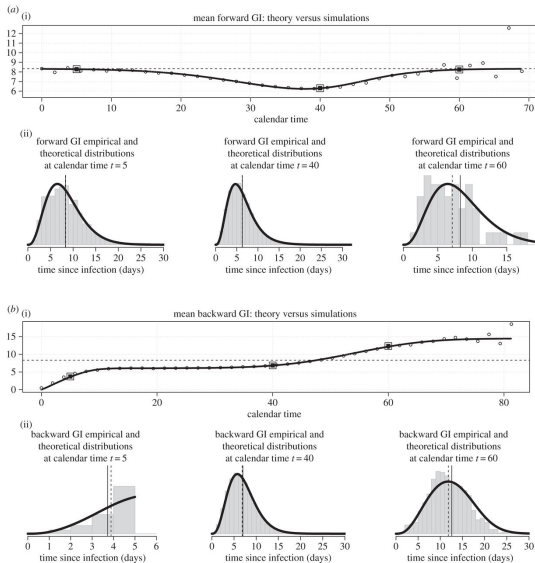 (a) (i) mean forward GI: theory versus simulations
12
11
10
9
8
7
6
0 10 20 30 40 50 60 70
calendar time
(ii) forward GI empirical and theoretical distributions at calendar time t = 5
forward GI empirical and theoretical distributions at calendar time t = 40
forward GI empirical and theoretical distributions at calendar time t = 60
0 5 10 15 20 25 30
0 5 10 15 20 25 30
0 5 10 15
time since infection (days)
time since infection (days)
time since infection (days)
(b) (i) mean backward GI: theory versus simulations
15
10
5
0
0 20 40 60 80
calendar time
(ii) backward GI empirical and theoretical distributions at calendar time t = 5
backward GI empirical and theoretical distributions at calendar time t = 40
backward GI empirical and theoretical distributions at calendar time t = 60
0 1 2 3 4 5 6
0 5 10 15 20 25 30
0 5 10 15 20 25 30
time since infection (days)
time since infection (days)
time since infection (days)